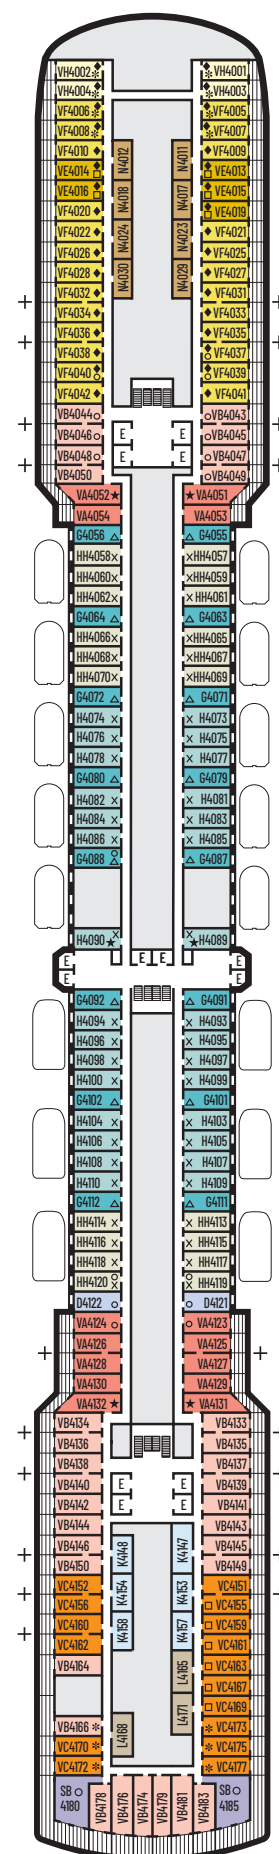 VH4002 VH4001
VH4004 VH4003
VF4006 VF4005
VF4008 VF4007
VF4010 N4012 N4011 VF4009
VE4014 VE4013
VE4016 N4018 N4017 VE4015
VF4020 VE4019
VF4022 N4024 N4023 VF4021
VF4026 VF4025
VF4028 N4030 N4029 VF4027
VF4032 VF4031
VF4034 VF4033
VF4036 VF4035
VF4038 VF4037
VF4040 VF4039
VF4042 VF4041
VB4044 VB4043
VB4046 E E VB4045
VB4048 E E VB4047
VB4050 VB4049
VA4052 VA4051
VA4054 VA4053
G4056 G4055
HH4058 HH4057
HH4060 HH4059
HH4062 HH4061
G4064 G4063
HH4066 HH4065
HH4068 HH4067
HH4070 HH4069
G4072 G4071
H4074 H4073
H4076 H4075
H4078 H4077
G4080 G4079
H4082 H4081
H4084 H4083
H4086 H4085
G4088 G4087
H4090 H4089
E E E E
E E
G4092 G4091
H4094 H4093
H4096 H4095
H4098 H4097
H4100 H4099
G4102 G4101
H4104 H4103
H4106 H4105
H4108 H4107
H4110 H4109
G4112 G4111
HH4114 HH4113
HH4116 HH4115
HH4118 HH4117
HH4120 HH4119
D4122 D4121
VA4124 VA4123
VA4126 VA4125
VA4128 VA4127
VA4130 VA4129
VA4132 VA4131
VB4134 VB4133
VB4136 VB4135
VB4138 VB4137
VB4140 E E VB4139
VB4142 E E VB4141
VB4144 VB4143
VB4146 K4148 K4147 VB4145
VB4150 VB4149
VC4152 K4154 K4153 VC4151
VC4156 VC4155
VC4160 K4158 K4157 VC4159
VC4162 VC4161
VB4164 L4165 VC4163
VC4167
L4171 VC4169
VB4166 L4168 VC4173
VC4170 VC4175
VC4172 VC4177
SB 4180 VB4178 VB4176 VB4174 VB4179 VB4181 VB4183 SB 4185